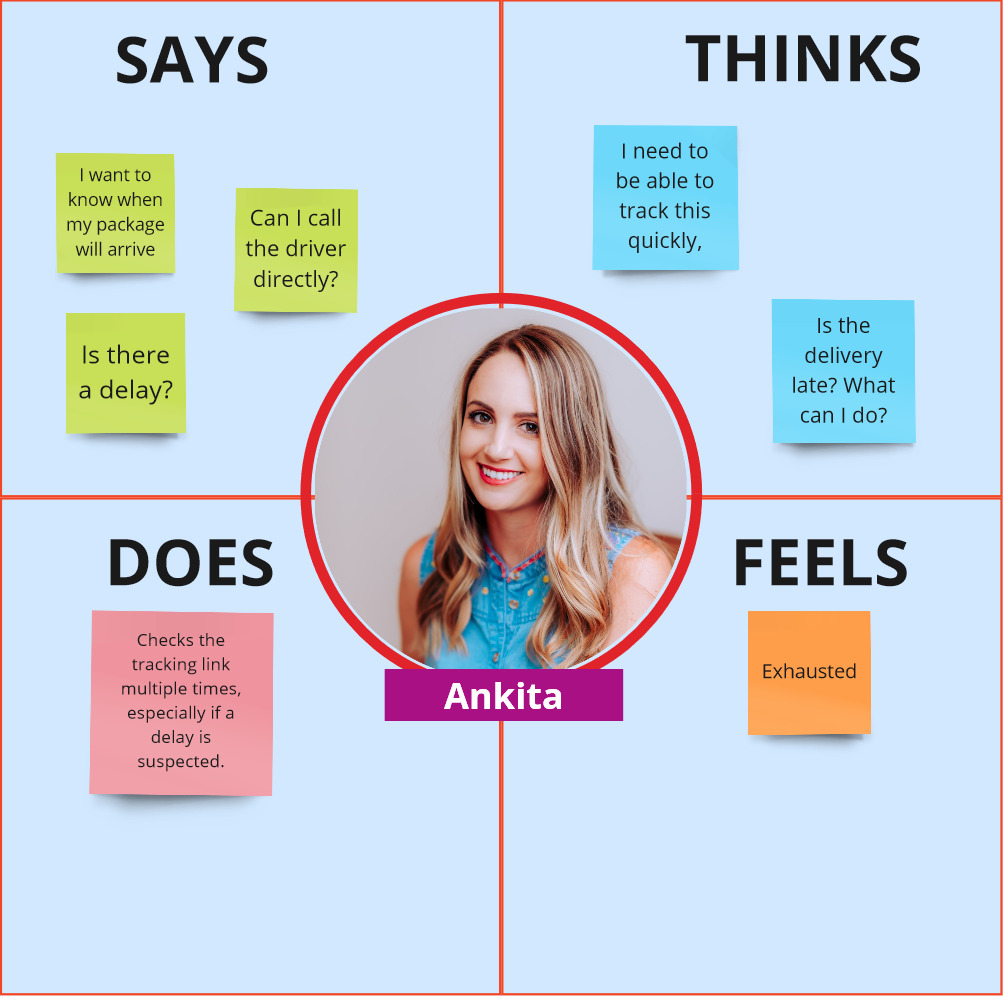 SAYS
I want to
know when
my package
will arrive
Can I call
the driver
directly?
Is there
a delay?
THINKS
I need to
be able to
track this
quickly,
Is the
delivery
late? What
can I do?
Ankita
DOES
Checks the
tracking link
multiple times,
especially if a
delay is
suspected.
FEELS
Exhausted